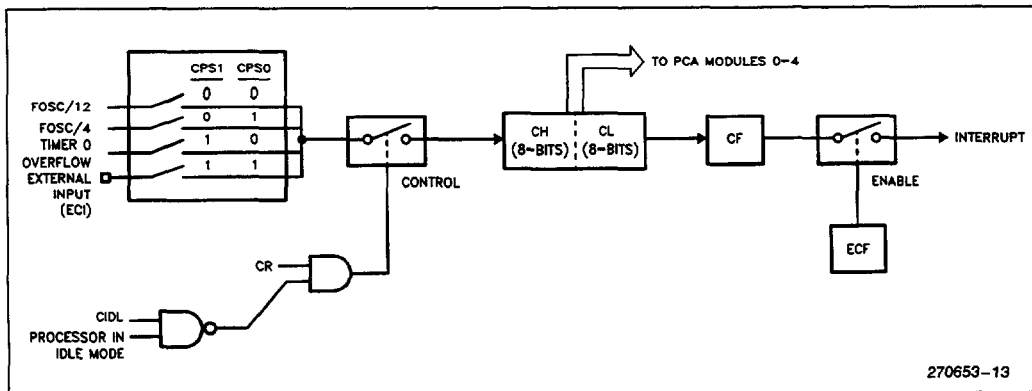 CPS1 CPS0
0 0
FOSC/12
0 1
FOSC/4
TIMER 0
1 0
OVERFLOW
1 1
EXTERNAL
INPUT
(ECI)
CONTROL
TO PCA MODULES 0-4
CH CL
(8-BITS) (8-BITS)
CF
INTERRUPT
ENABLE
ECF
CR
CIDL
PROCESSOR IN
IDLE MODE
270653-13